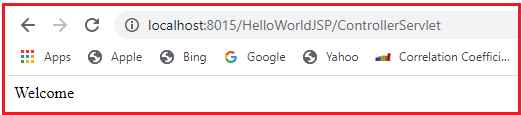 localhost:8015/HelloWorldJSP/ControllerServlet
Apps Apple Bing Google Yahoo Correlation Coeffici...
Welcome